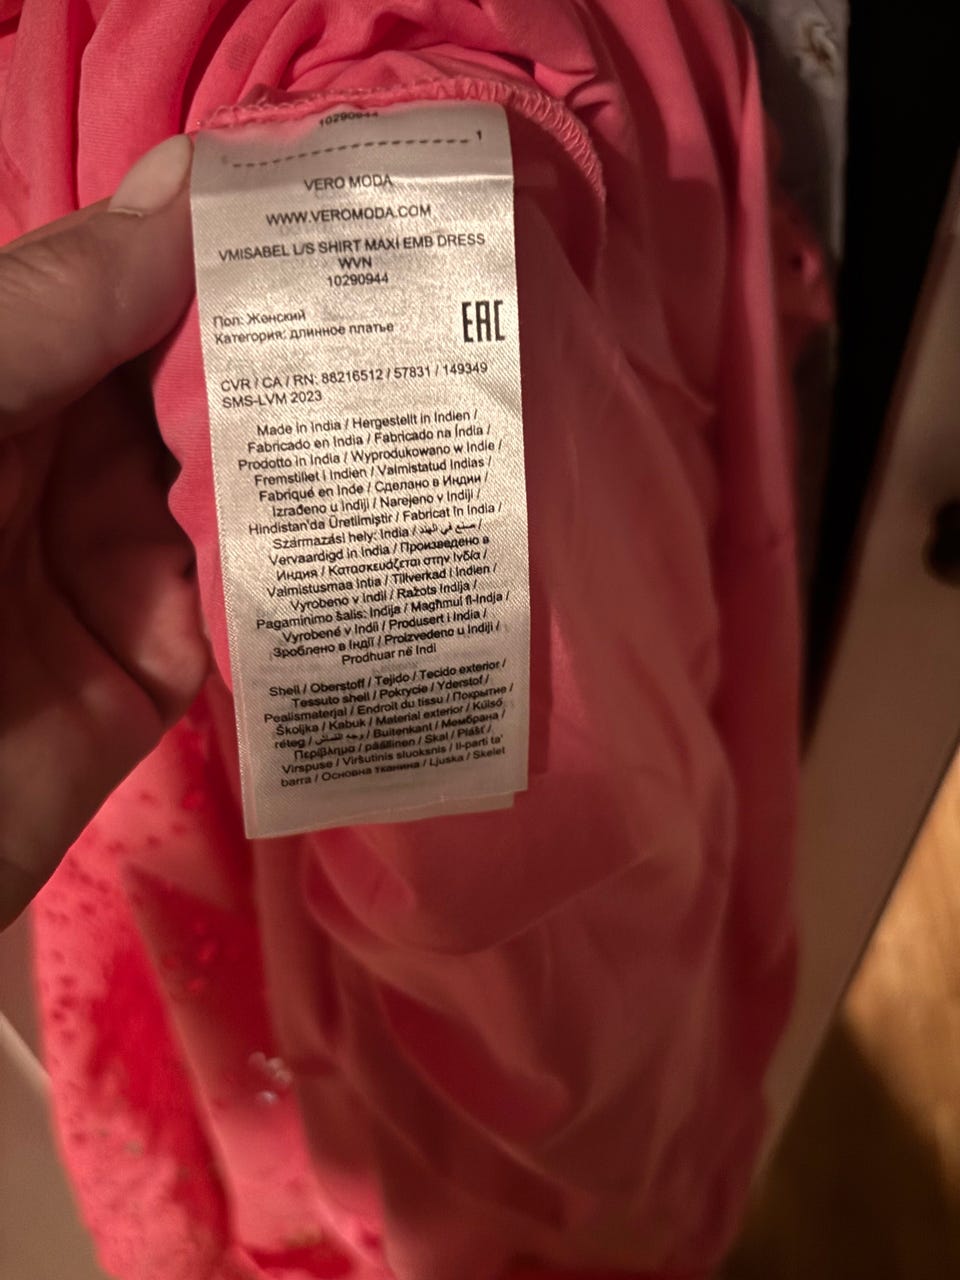 10290944
1
VERO MODA
WWW.VEROMODA.COM
VMISABEL L/S SHIRT MAXI EMB DRESS
WVN
10290944
Пол: Женский
Категория: длинное платье
EAC
CVR / CA / RN: 88216512 / 57831 / 149349
SMS-LVM 2023
Made in India / Hergestellt in Indien /
Fabricado en India / Fabricado na Índia /
Prodotto in India / Wyprodukowano w Indie /
Fremstillet i Indien / Valmistatud Indias /
Fabriqué en Inde / Сделано в Индии /
Izrađeno u Indiji / Narejeno v Indiji /
Hindistan'da Üretilmiştir / Fabricat în India /
Származási hely: India / صنع في الهند /
Vervaardigd in India / Произведено в
Индия / Κατασκευάζεται στην Ινδία /
Valmistusmaa Intia / Tillverkad i Indien /
Vyrobeno v Indii / Ražots Indija /
Pagaminimo šalis: Indija / Magħmul fl-Indja /
Vyrobené v Indii / Produsert i India /
Зроблено в Індії / Proizvedeno u Indiji /
Prodhuar në Indi
Shell / Oberstoff / Tejido / Tecido exterior /
Tessuto shell / Pokrycie / Yderstof /
Pealismaterjal / Endroit du tissu / Покрытие /
Školjka / Kabuk / Material exterior / Külső
réteg / وجه القماش / Buitenkant / Мембрана /
Περίβλημα / päällinen / Skal / Plášť /
Virspuse / Viršutinis sluoksnis / Il-parti ta'
barra / Основна тканина / Ljuska / Skelet